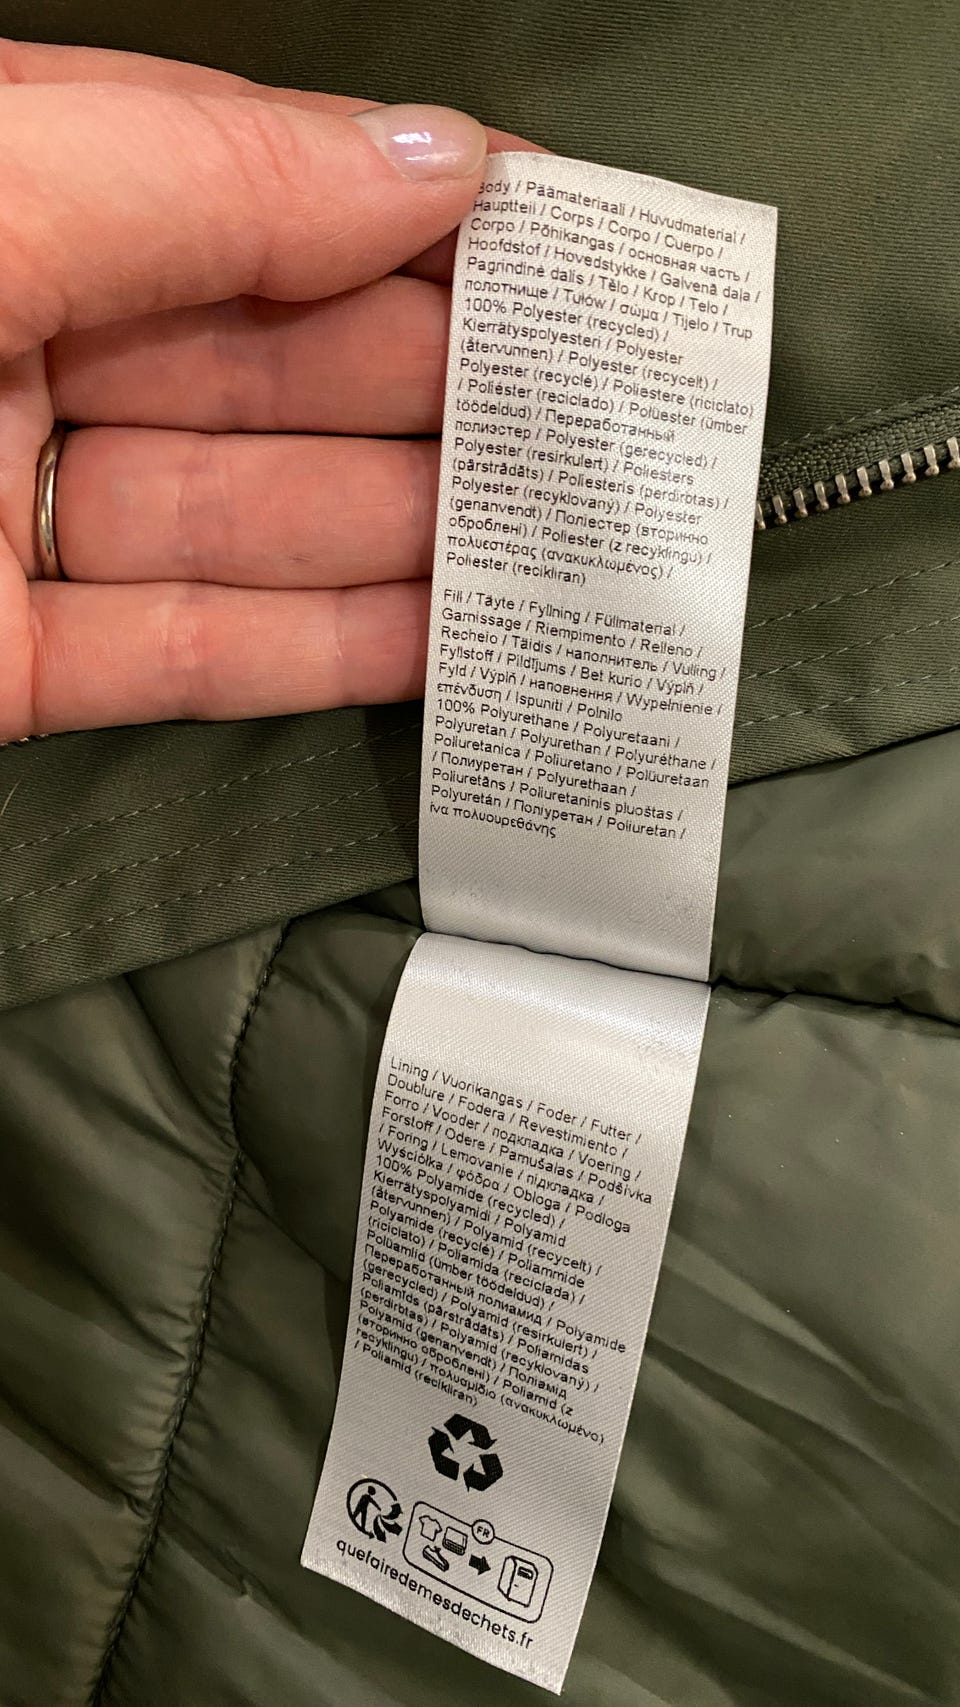 Body / Päämateriaali / Huvudmaterial /
Hauptteil / Corps / Corpo / Cuerpo /
Corpo / Põhikangas / основная часть /
Hoofdstof / Hovedstykke / Galvenā daļa /
Pagrindinė dalis / Tělo / Krop / Telo /
полотнище / Tułów / σώμα / Tijelo / Trup
100% Polyester (recycled) /
Kierrätyspolyesteri / Polyester
(återvunnen) / Polyester (recycelt) /
Polyester (recyclé) / Poliestere (riciclato)
/ Poliéster (reciclado) / Polüester (ümber
töödeldud) / Переработанный
полиэстер / Polyester (gerecycled) /
Polyester (resirkulert) / Poliesters
(pārstrādāts) / Poliesteris (perdirbtas) /
Polyester (recyklovaný) / Polyester
(genanvendt) / Поліестер (вторинно
оброблені) / Poliester (z recyklingu) /
πολυεστέρας (ανακυκλωμένος) /
Poliester (recikliran)
Fill / Täyte / Fyllning / Füllmaterial /
Garnissage / Riempimento / Relleno /
Recheio / Täidis / наполнитель / Vulling /
Fyllstoff / Pildījums / Bet kurio / Výplň /
Fyld / Výplň / наповнення / Wypełnienie /
επένδυση / Ispuniti / Polnilo
100% Polyurethane / Polyuretaani /
Polyuretan / Polyurethan / Polyuréthane /
Poliuretanica / Poliuretano / Polüuretaan
/ Полиуретан / Polyurethaan /
Poliuretāns / Poliuretaninis pluoštas /
Polyuretán / Поліуретан / Poliuretan /
ίνα πολυουρεθάνης
Lining / Vuorikangas / Foder / Futter /
Doublure / Fodera / Revestimiento /
Forro / Vooder / подкладка / Voering /
Forstoff / Odere / Pamušalas / Podšívka
/ Foring / Lemovanie / підкладка /
Wyściółka / φόδρα / Obloga / Podloga
100% Polyamide (recycled) /
Kierrätyspolyamidi / Polyamid
(återvunnen) / Polyamid (recycelt) /
Polyamide (recyclé) / Poliammide
(riciclato) / Poliamida (reciclada) /
Polüamiid (ümber töödeldud) /
Переработанный полиамид / Polyamide
(gerecycled) / Polyamid (resirkulert) /
Poliamīds (pārstrādāts) / Poliamidas
(perdirbtas) / Polyamid (recyklovaný) /
Polyamid (genanvendt) / Поліамід
(вторинно оброблені) / Poliamid (z
recyklingu) / πολυαμίδιο (ανακυκλωμένο)
/ Poliamid (recikliran)
FR
quefairedemesdechets.fr